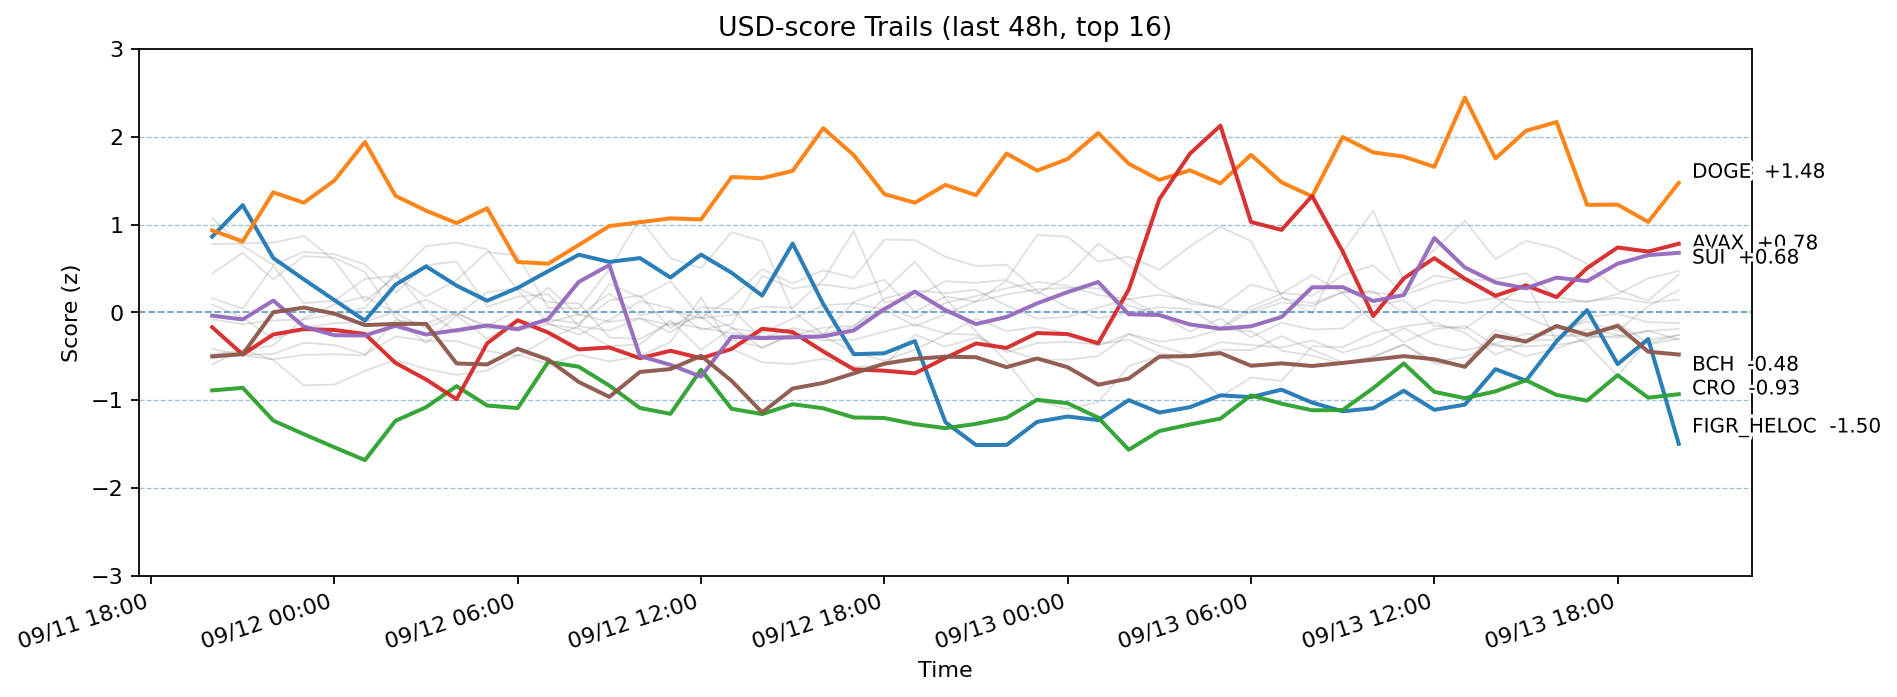 USD-score Trails (last 48h, top 16)
Score (z)
3
2
1
0
−1
−2
−3
DOGE +1.48
AVAX +0.78
SUI +0.68
BCH -0.48
CRO -0.93
FIGR_HELOC -1.50
09/11 18:00
09/12 00:00
09/12 06:00
09/12 12:00
09/12 18:00
09/13 00:00
09/13 06:00
09/13 12:00
09/13 18:00
Time